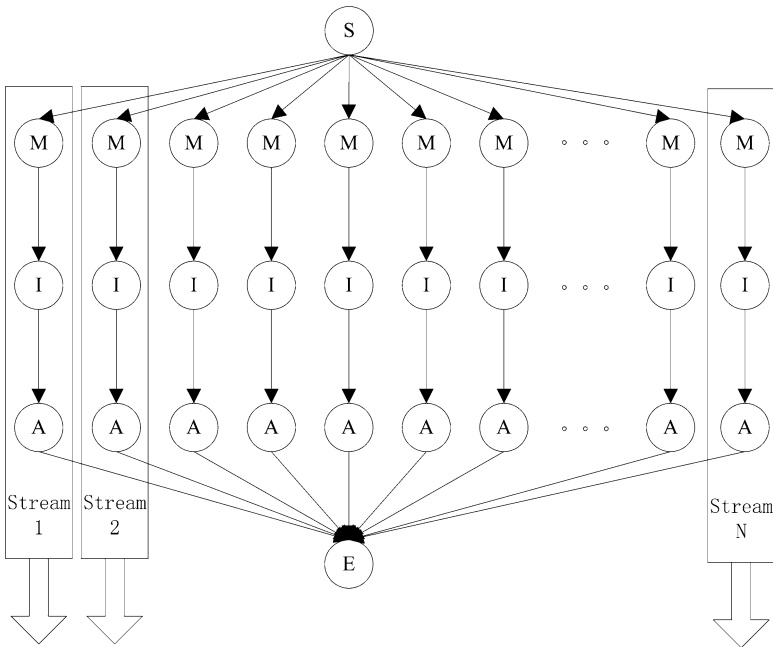 S
M M M M M M M ∘ ∘ ∘ M M
I I I I I I I ∘ ∘ ∘ I I
A A A A A A A ∘ ∘ ∘ A A
Stream Stream Stream
1 2 N
E